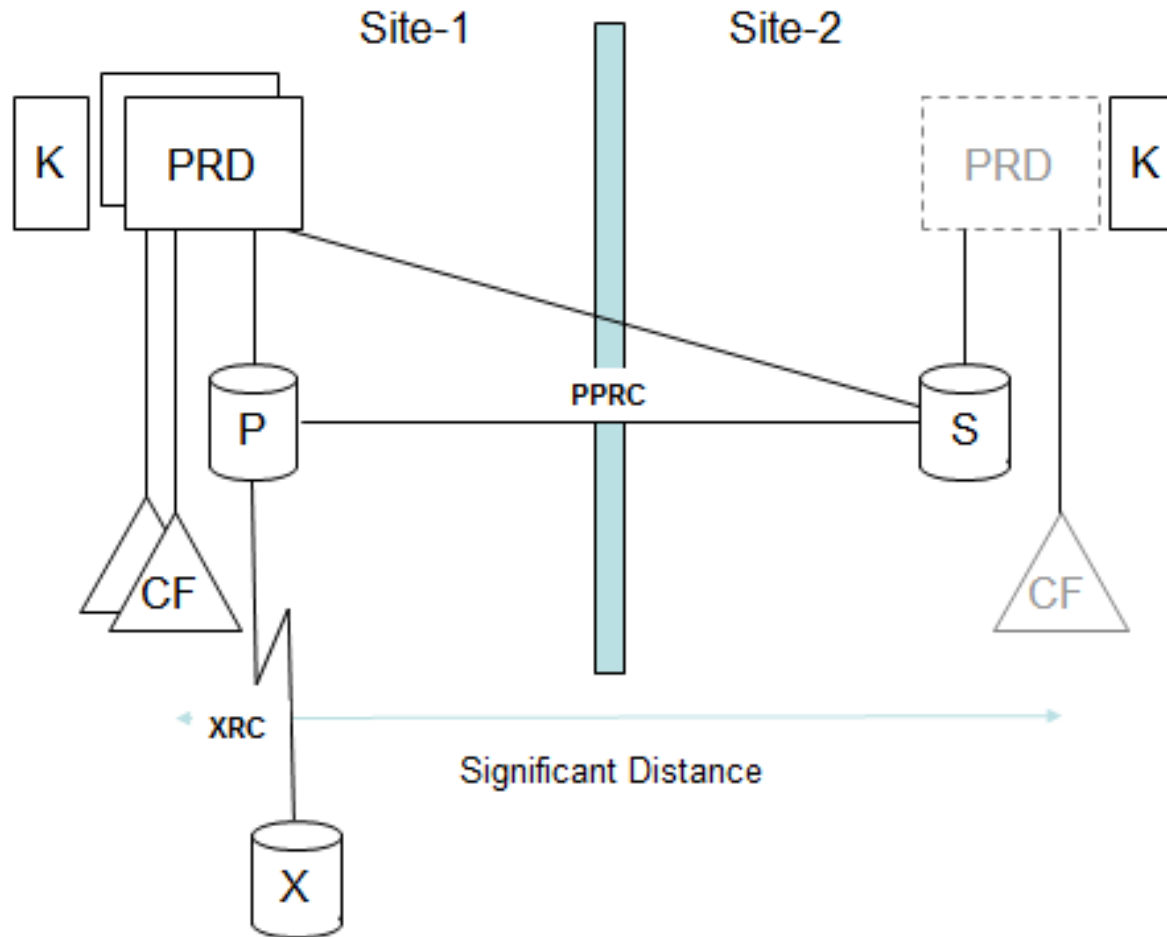 Site-1
Site-2
K
PRD
PRD
K
PPRC
P
S
CF
CF
XRC
Significant Distance
X